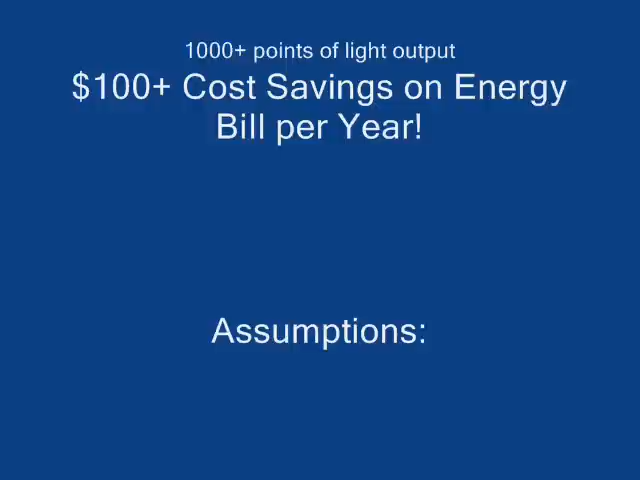 1000+ points of light output
$100+ Cost Savings on Energy
Bill per Year!
Assumptions: